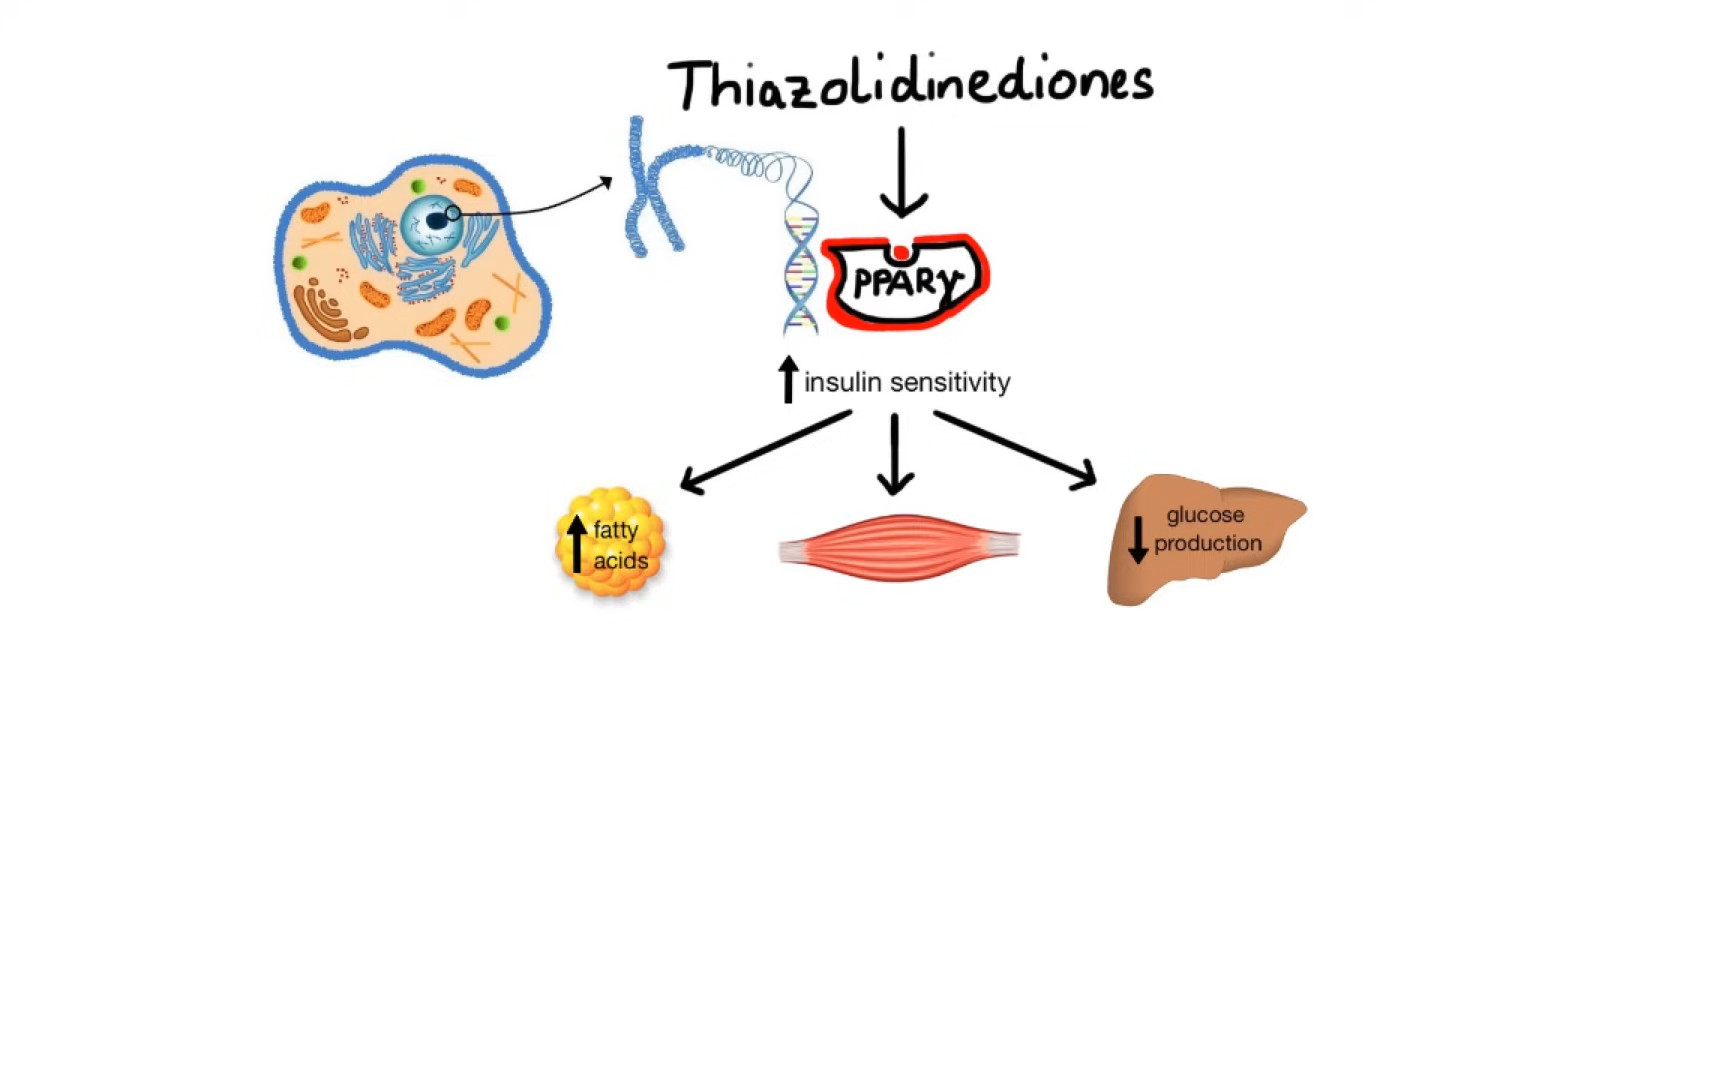 Thiazolidinediones
PPARγ
insulin sensitivity
fatty
acids
glucose
production